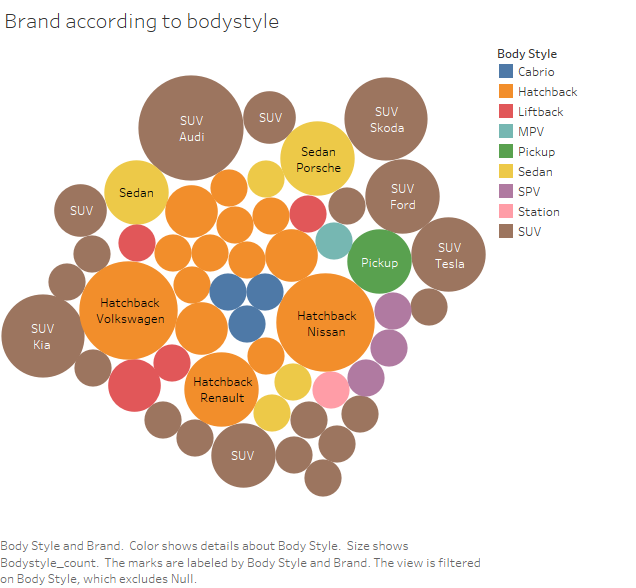 Brand according to bodystyle
Body Style
Cabrio
Hatchback
Liftback
MPV
Pickup
Sedan
SPV
Station
SUV
SUV
Audi
SUV
SUV
Skoda
Sedan
Porsche
Sedan
SUV
Ford
SUV
SUV
Tesla
Pickup
Hatchback
Volkswagen
Hatchback
Nissan
SUV
Kia
Hatchback
Renault
SUV
Body Style and Brand.  Color shows details about Body Style.  Size shows
Bodystyle_count.  The marks are labeled by Body Style and Brand. The view is filtered
on Body Style, which excludes Null.